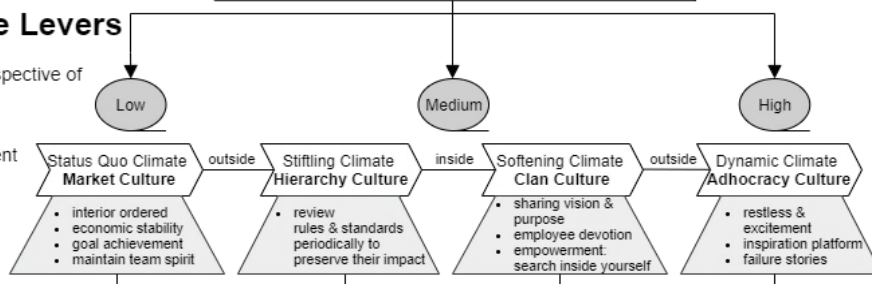 e Levers
spective of
ent
Low
Medium
High
Status Quo Climate
Market Culture
outside
Stiftling Climate
Hierarchy Culture
inside
Softening Climate
Clan Culture
outside
Dynamic Climate
Adhocracy Culture
• interior ordered
• economic stability
• goal achievement
• maintain team spirit
• review
rules & standards
periodically to
preserve their impact
• sharing vision &
purpose
• employee devotion
• empowerment:
search inside yourself
• restless &
excitement
• inspiration platform
• failure stories